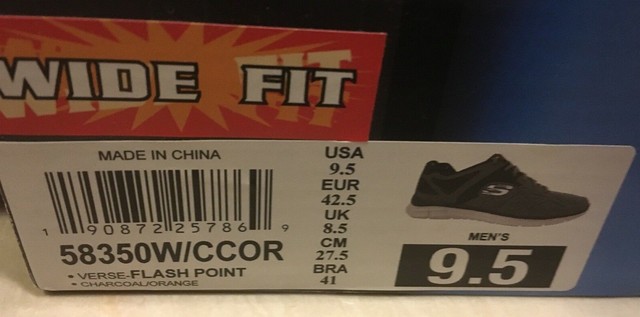 WIDE FIT
MADE IN CHINA
1 90872 25786 9
58350W/CCOR
• VERSE-FLASH POINT
• CHARCOAL/ORANGE
USA
9.5
EUR
42.5
UK
8.5
CM
27.5
BRA
41
S
MEN'S
9.5